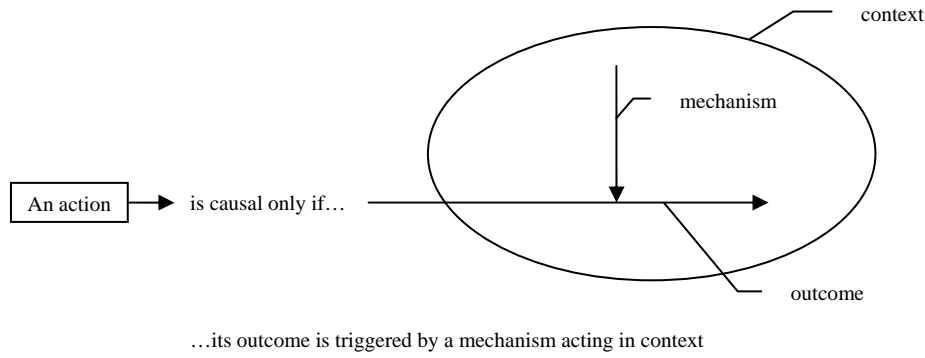 context
mechanism
An action
is causal only if…
outcome
…its outcome is triggered by a mechanism acting in context